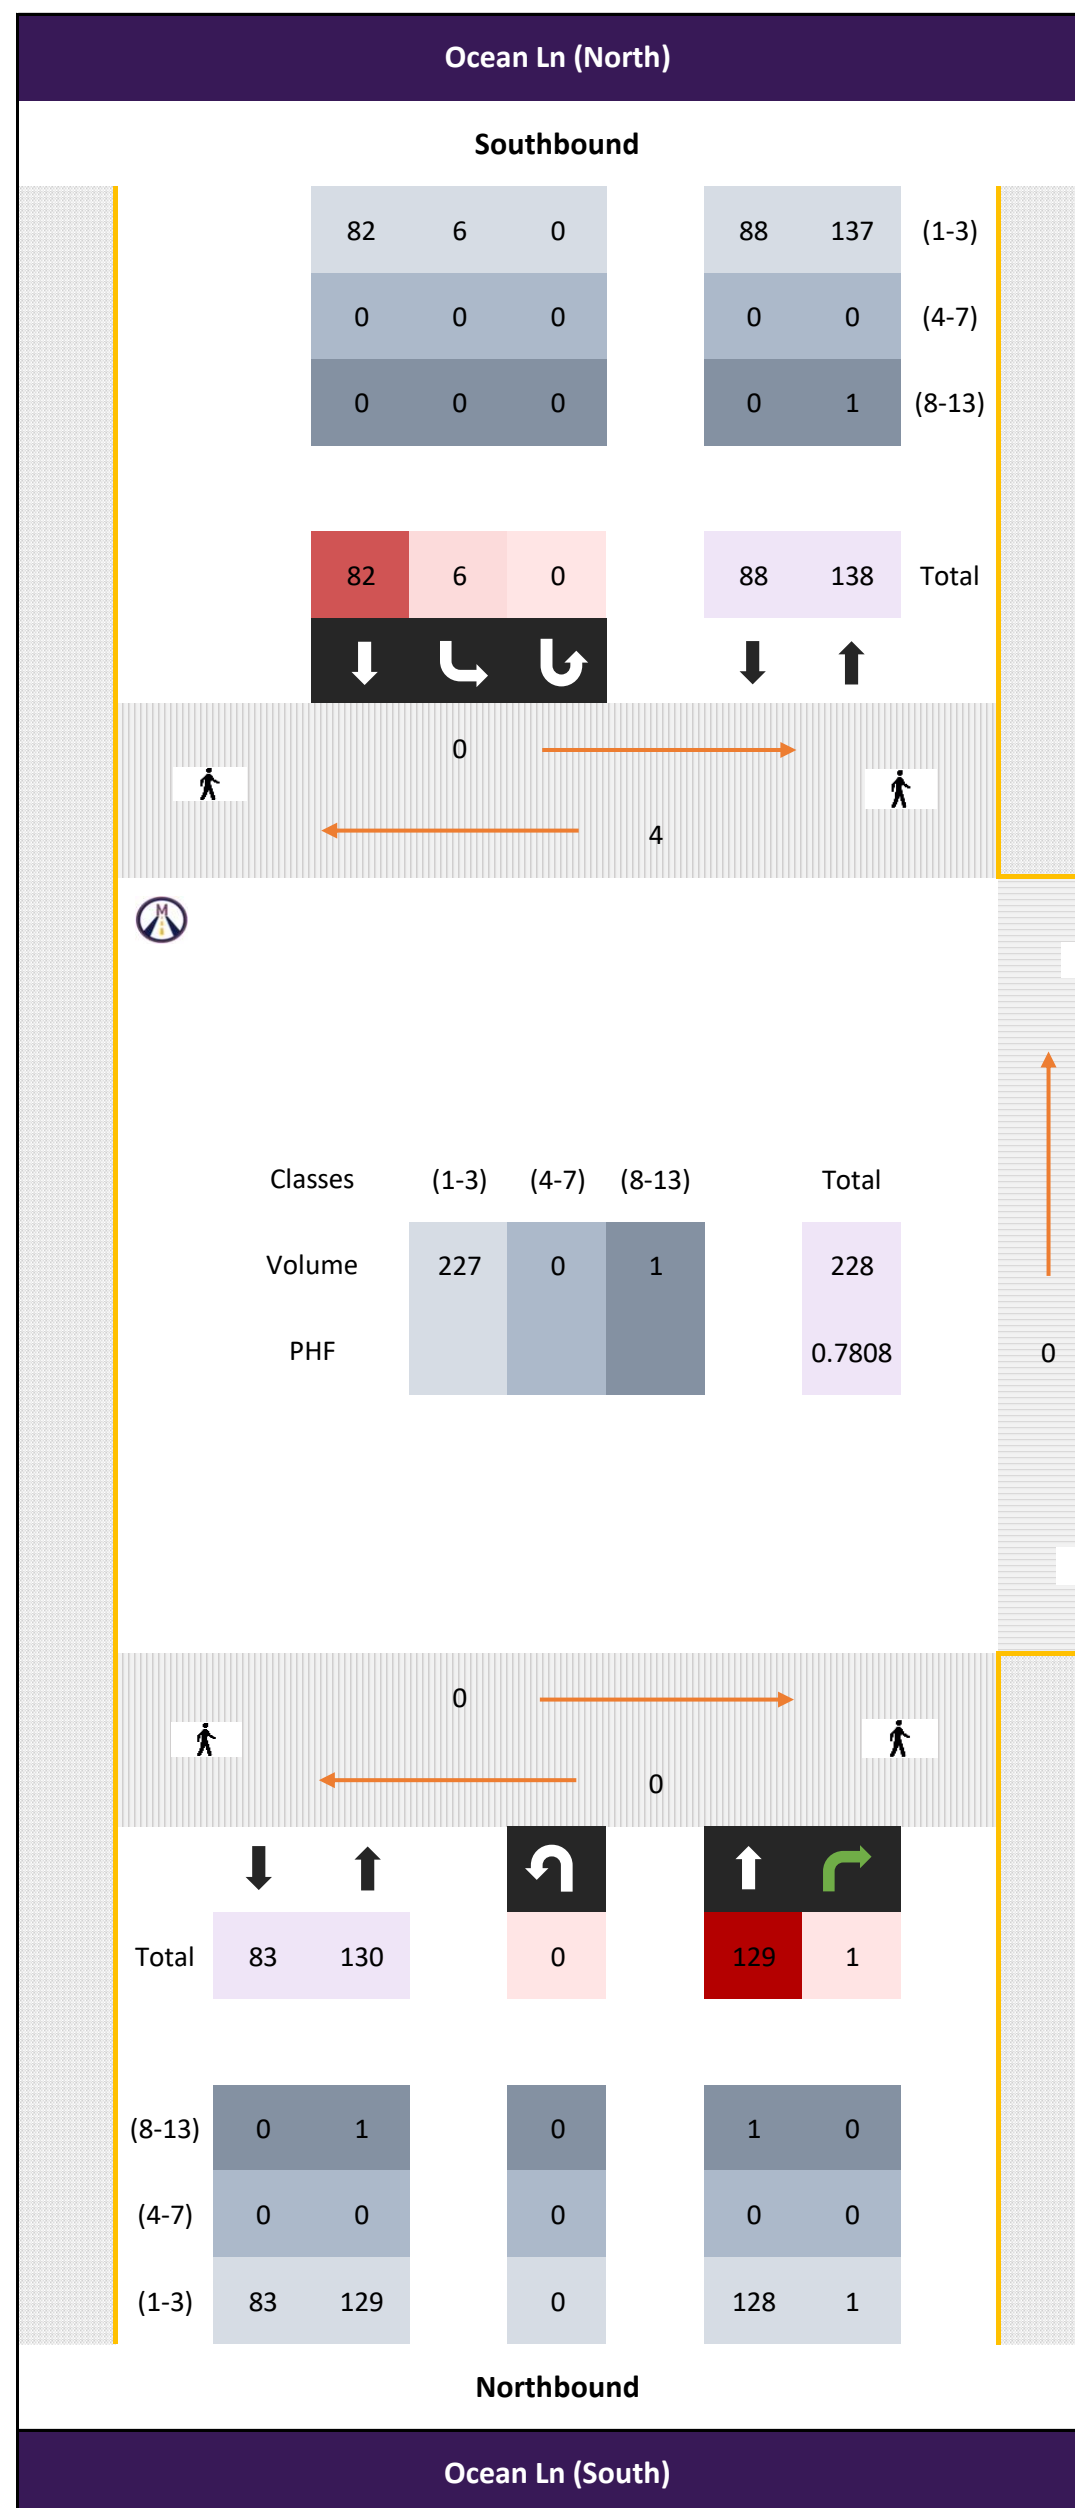 Ocean Ln (North)
Southbound
82 6 0 88 137 (1-3)
0 0 0 0 0 (4-7)
0 0 0 0 1 (8-13)
82 6 0 88 138 Total
0
4
M
Classes (1-3) (4-7) (8-13) Total
Volume 227 0 1 228
PHF 0.7808 0
0
0
Total 83 130 0 129 1
(8-13) 0 1 0 1 0
(4-7) 0 0 0 0 0
(1-3) 83 129 0 128 1
Northbound
Ocean Ln (South)